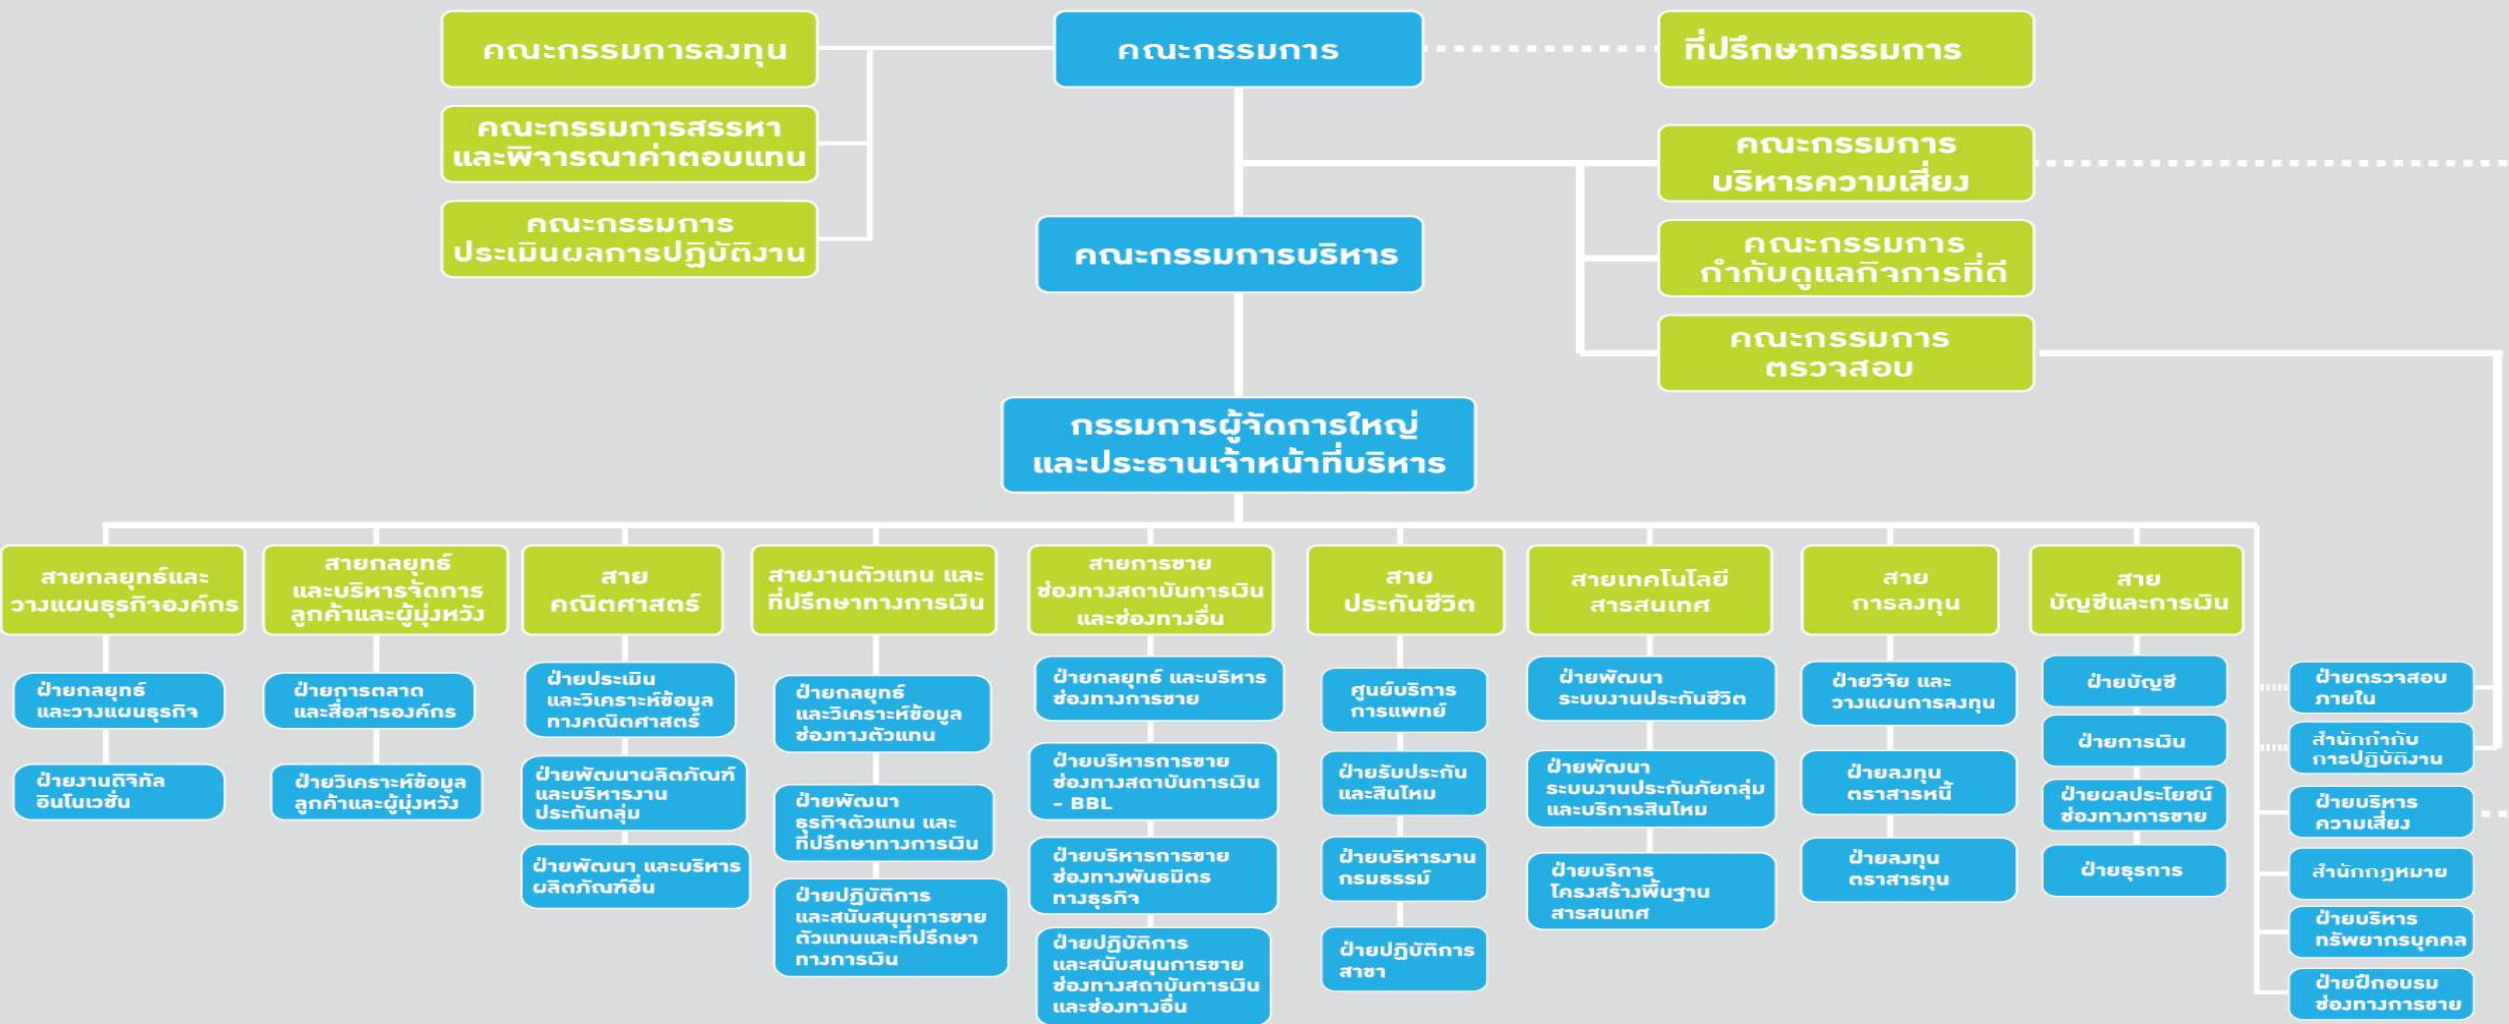 คณะกรรมการลงทุน
คณะกรรมการ
ที่ปรึกษากรรมการ
คณะกรรมการสรรหา
และพิจารณาค่าตอบแทน
คณะกรรมการ
บริหารความเสี่ยง
คณะกรรมการ
ประเมินผลการปฏิบัติงาน
คณะกรรมการบริหาร
คณะกรรมการ
กำกับดูแลกิจการที่ดี
คณะกรรมการ
ตรวจสอบ
กรรมการผู้จัดการใหญ่
และประธานเจ้าหน้าที่บริหาร
สายกลยุทธ์และ
วางแผนธุรกิจองค์กร
ฝ่ายกลยุทธ์
และวางแผนธุรกิจ
ฝ่ายงานดิจิทัล
อินโนเวชั่น
สายกลยุทธ์
และบริหารจัดการ
ลูกค้าและผู้มุ่งหวัง
ฝ่ายการตลาด
และสื่อสารองค์กร
ฝ่ายวิเคราะห์ข้อมูล
ลูกค้าและผู้มุ่งหวัง
สาย
คณิตศาสตร์
ฝ่ายประเมิน
และวิเคราะห์ข้อมูล
ทางคณิตศาสตร์
ฝ่ายพัฒนาผลิตภัณฑ์
และบริหารงาน
ประกันกลุ่ม
ฝ่ายพัฒนา และบริหาร
ผลิตภัณฑ์อื่น
สายงานตัวแทน และ
ที่ปรึกษาทางการเงิน
ฝ่ายกลยุทธ์
และวิเคราะห์ข้อมูล
ช่องทางตัวแทน
ฝ่ายพัฒนา
ธุรกิจตัวแทน และ
ที่ปรึกษาทางการเงิน
ฝ่ายปฏิบัติการ
และสนับสนุนการขาย
ตัวแทนและที่ปรึกษา
ทางการเงิน
สายการขาย
ช่องทางสถาบันการเงิน
และช่องทางอื่น
ฝ่ายกลยุทธ์ และบริหาร
ช่องทางการขาย
ฝ่ายบริหารการขาย
ช่องทางสถาบันการเงิน
- BBL
ฝ่ายบริหารการขาย
ช่องทางพันธมิตร
ทางธุรกิจ
ฝ่ายปฏิบัติการ
และสนับสนุนการขาย
ช่องทางสถาบันการเงิน
และช่องทางอื่น
สาย
ประกันชีวิต
ศูนย์บริการ
การแพทย์
ฝ่ายรับประกัน
และสินไหม
ฝ่ายบริหารงาน
กรมธรรม์
ฝ่ายปฏิบัติการ
สาขา
สายเทคโนโลยี
สารสนเทศ
ฝ่ายพัฒนา
ระบบงานประกันชีวิต
ฝ่ายพัฒนา
ระบบงานประกันภัยกลุ่ม
และบริการสินไหม
ฝ่ายบริการ
โครงสร้างพื้นฐาน
สารสนเทศ
สาย
การลงทุน
ฝ่ายวิจัย และ
วางแผนการลงทุน
ฝ่ายลงทุน
ตราสารหนี้
ฝ่ายลงทุน
ตราสารทุน
สาย
บัญชีและการเงิน
ฝ่ายบัญชี
ฝ่ายการเงิน
ฝ่ายผลประโยชน์
ช่องทางการขาย
ฝ่ายธุรการ
ฝ่ายตรวจสอบ
ภายใน
สำนักกำกับ
การปฏิบัติงาน
ฝ่ายบริหาร
ความเสี่ยง
สำนักกฎหมาย
ฝ่ายบริหาร
ทรัพยากรบุคคล
ฝ่ายฝึกอบรม
ช่องทางการขาย